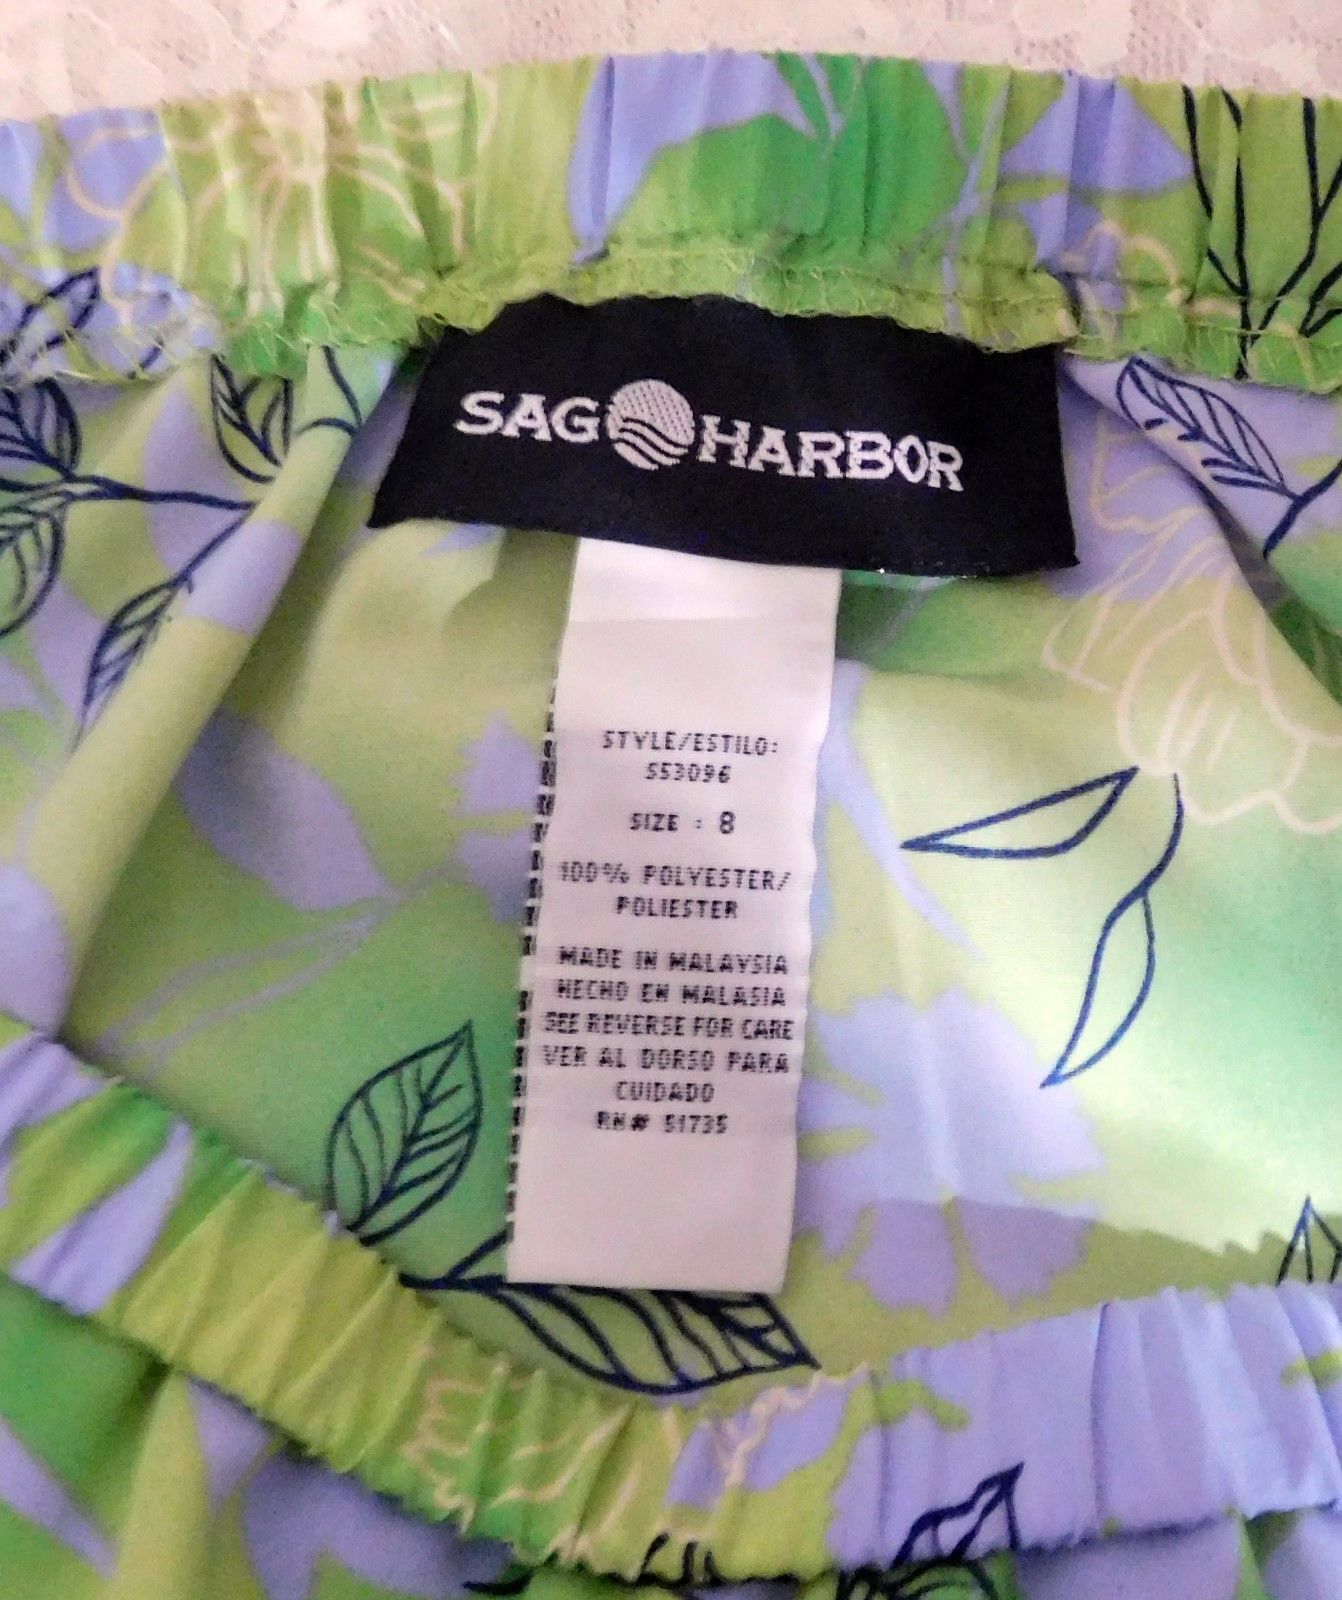 SAG HARBOR
STYLE/ESTILO:
553096
SIZE : 8
100% POLYESTER/
POLIESTER
MADE IN MALAYSIA
HECHO EN MALASIA
SEE REVERSE FOR CARE
VER AL DORSO PARA
CUIDADO
RN# 51735